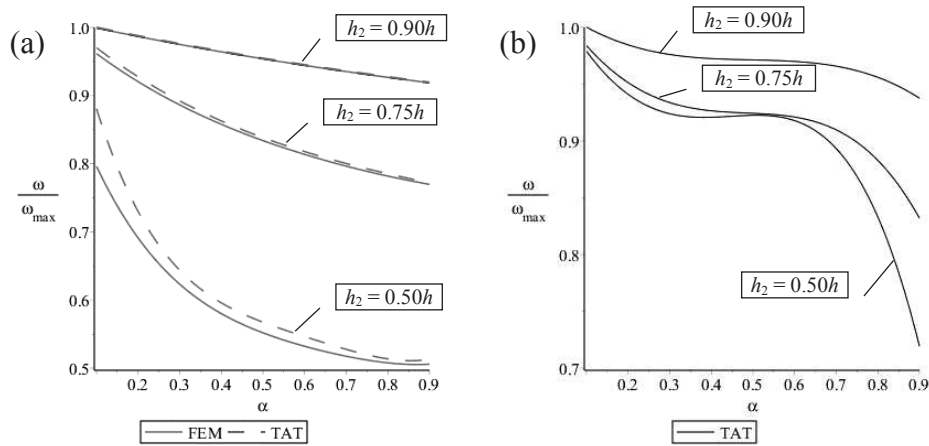 (a)
1.0
0.9
0.8
0.7
0.6
0.5
ω
ω max
h2 = 0.90h
h2 = 0.75h
h2 = 0.50h
0.2 0.3 0.4 0.5 0.6 0.7 0.8 0.9
α
FEM TAT
(b)
1.0
0.9
0.8
0.7
ω
ω max
h2 = 0.90h
h2 = 0.75h
h2 = 0.50h
0.2 0.3 0.4 0.5 0.6 0.7 0.8 0.9
α
TAT